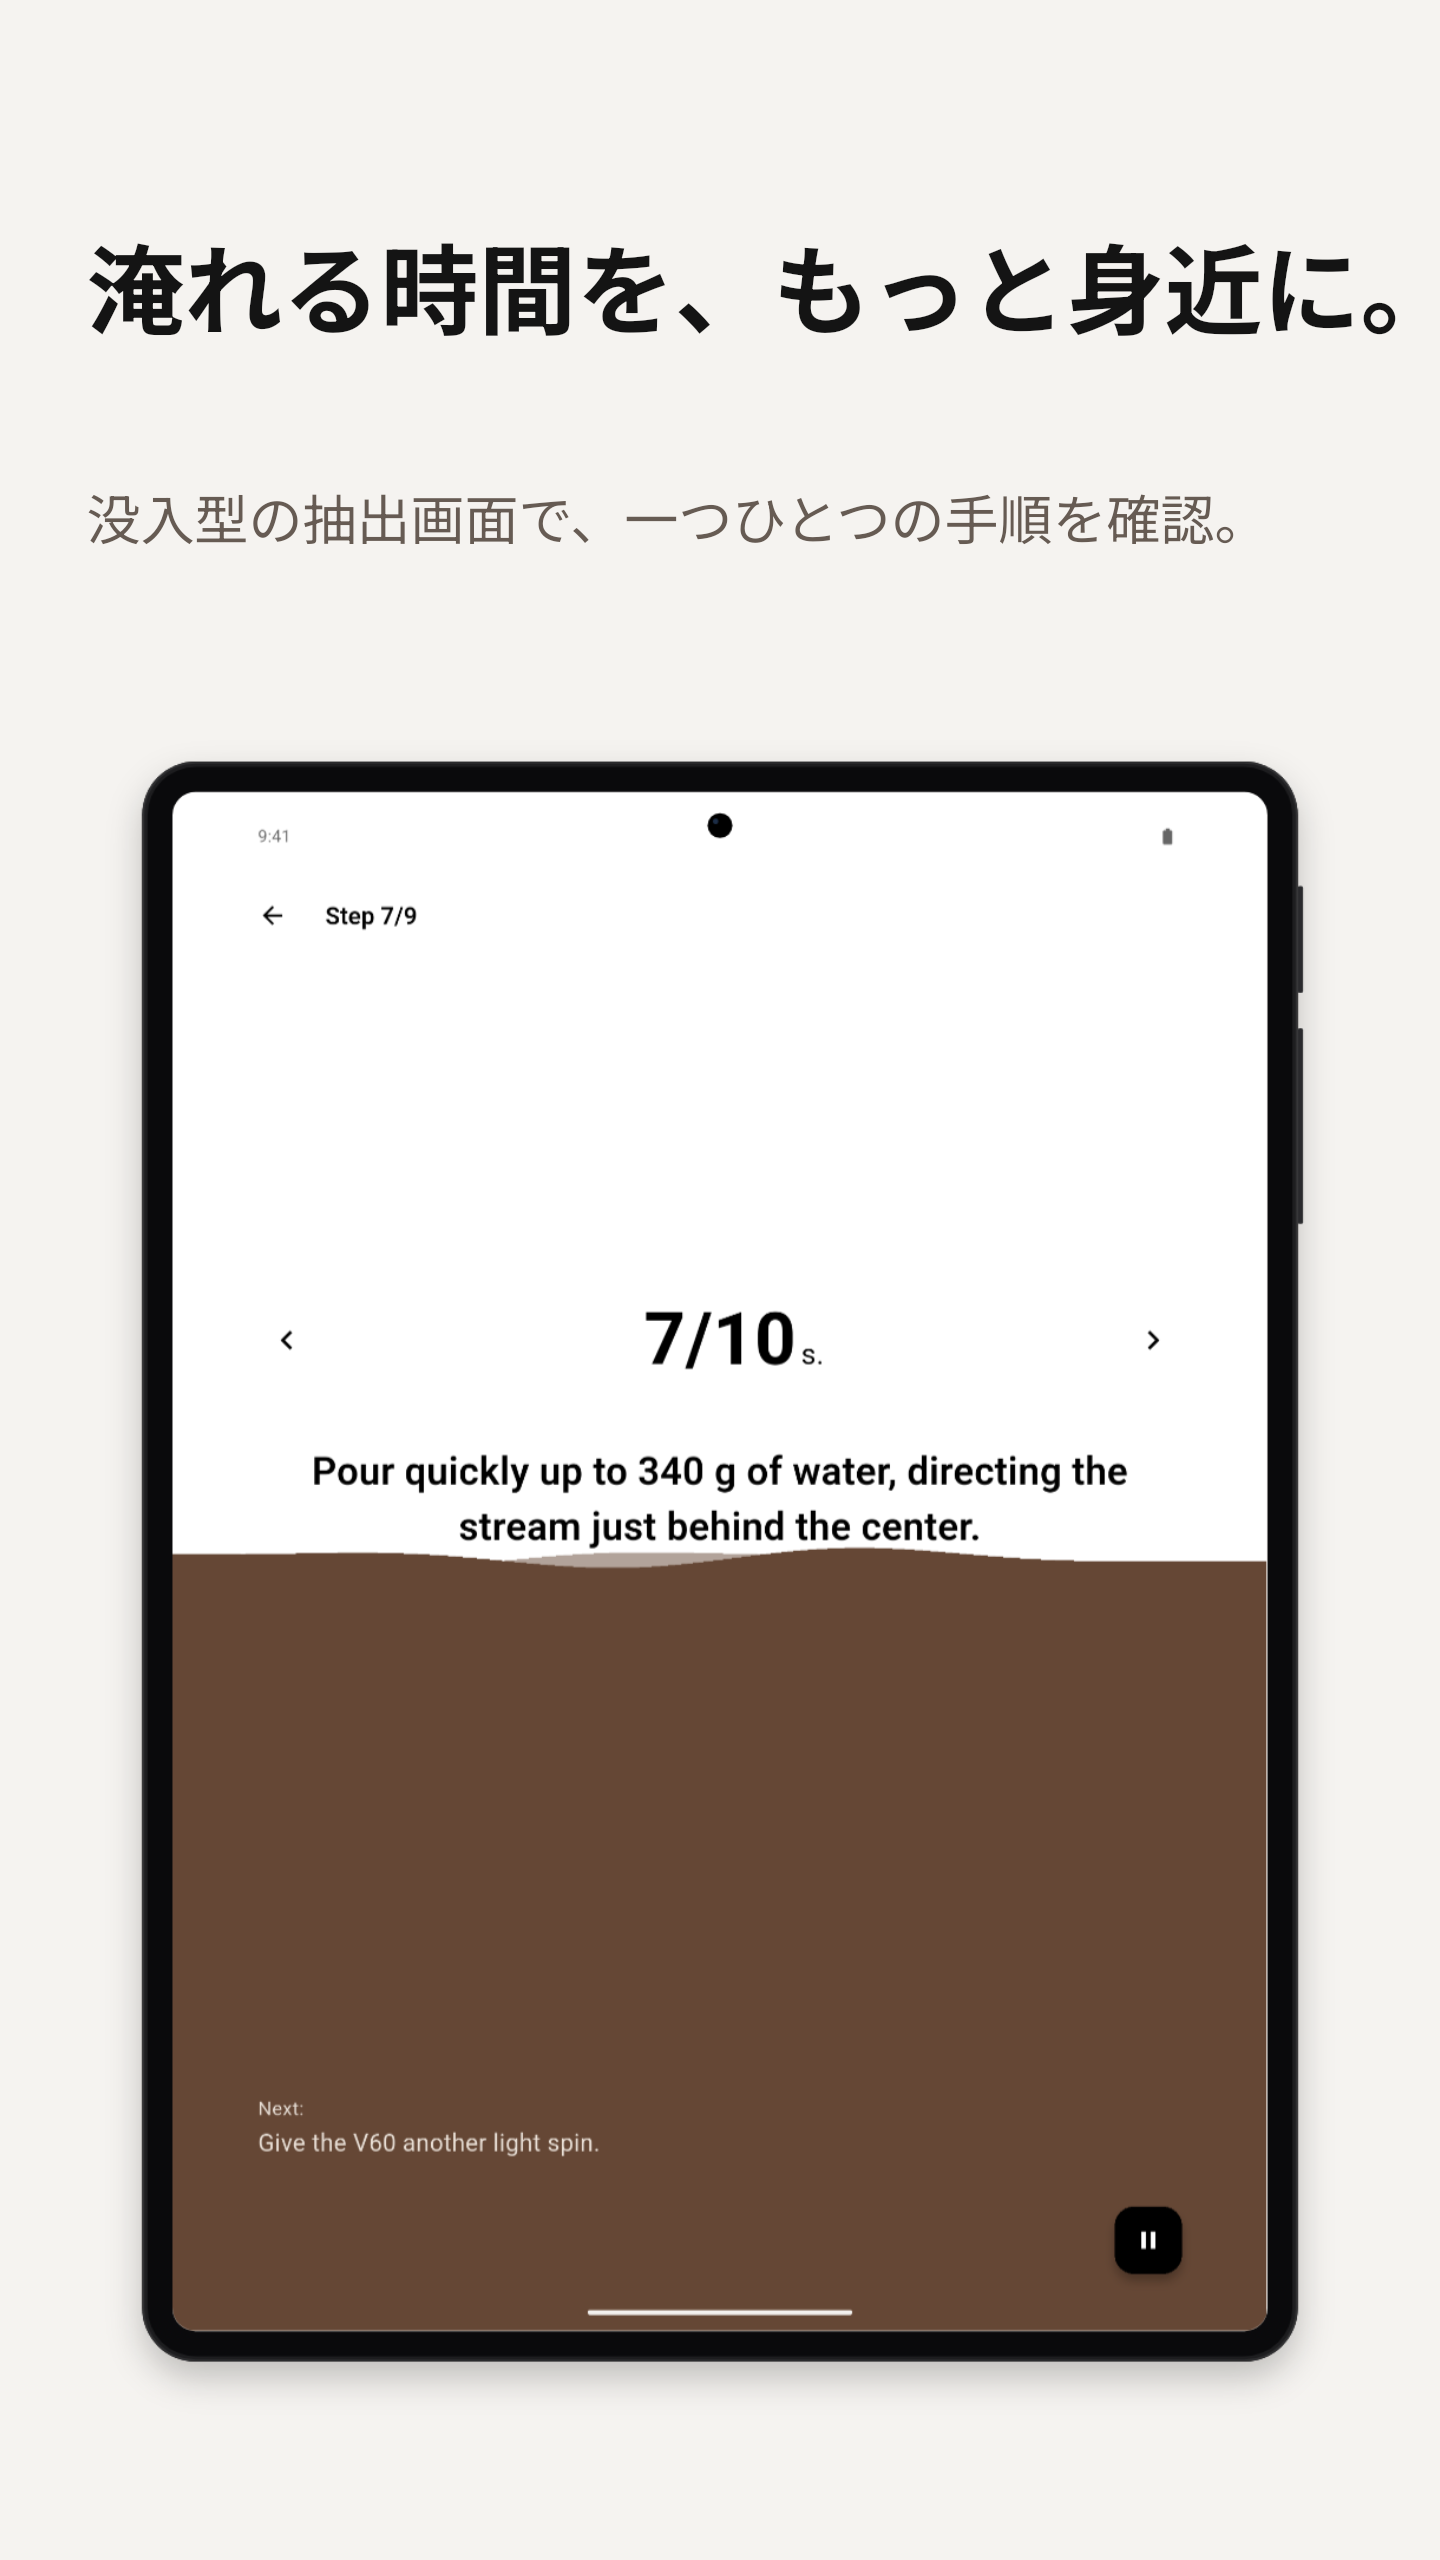 淹れる時間を、もっと身近に。
没入型の抽出画面で、一つひとつの手順を確認。
9:41
Step 7/9
7/10 s.
Pour quickly up to 340 g of water, directing the
stream just behind the center.
Next:
Give the V60 another light spin.